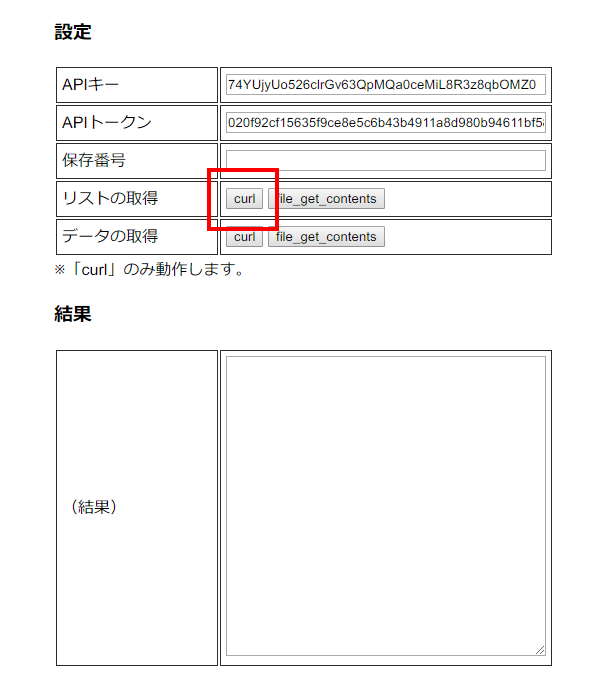 設定
APIキー 74YUjyUo526clrGv63QpMQa0ceMiL8R3z8qbOMZ0
APIトークン 020f92cf15635f9ce8e5c6b43b4911a8d980b94611bf5
保存番号
リストの取得 curl file_get_contents
データの取得 curl file_get_contents
※「curl」のみ動作します。
結果
（結果）